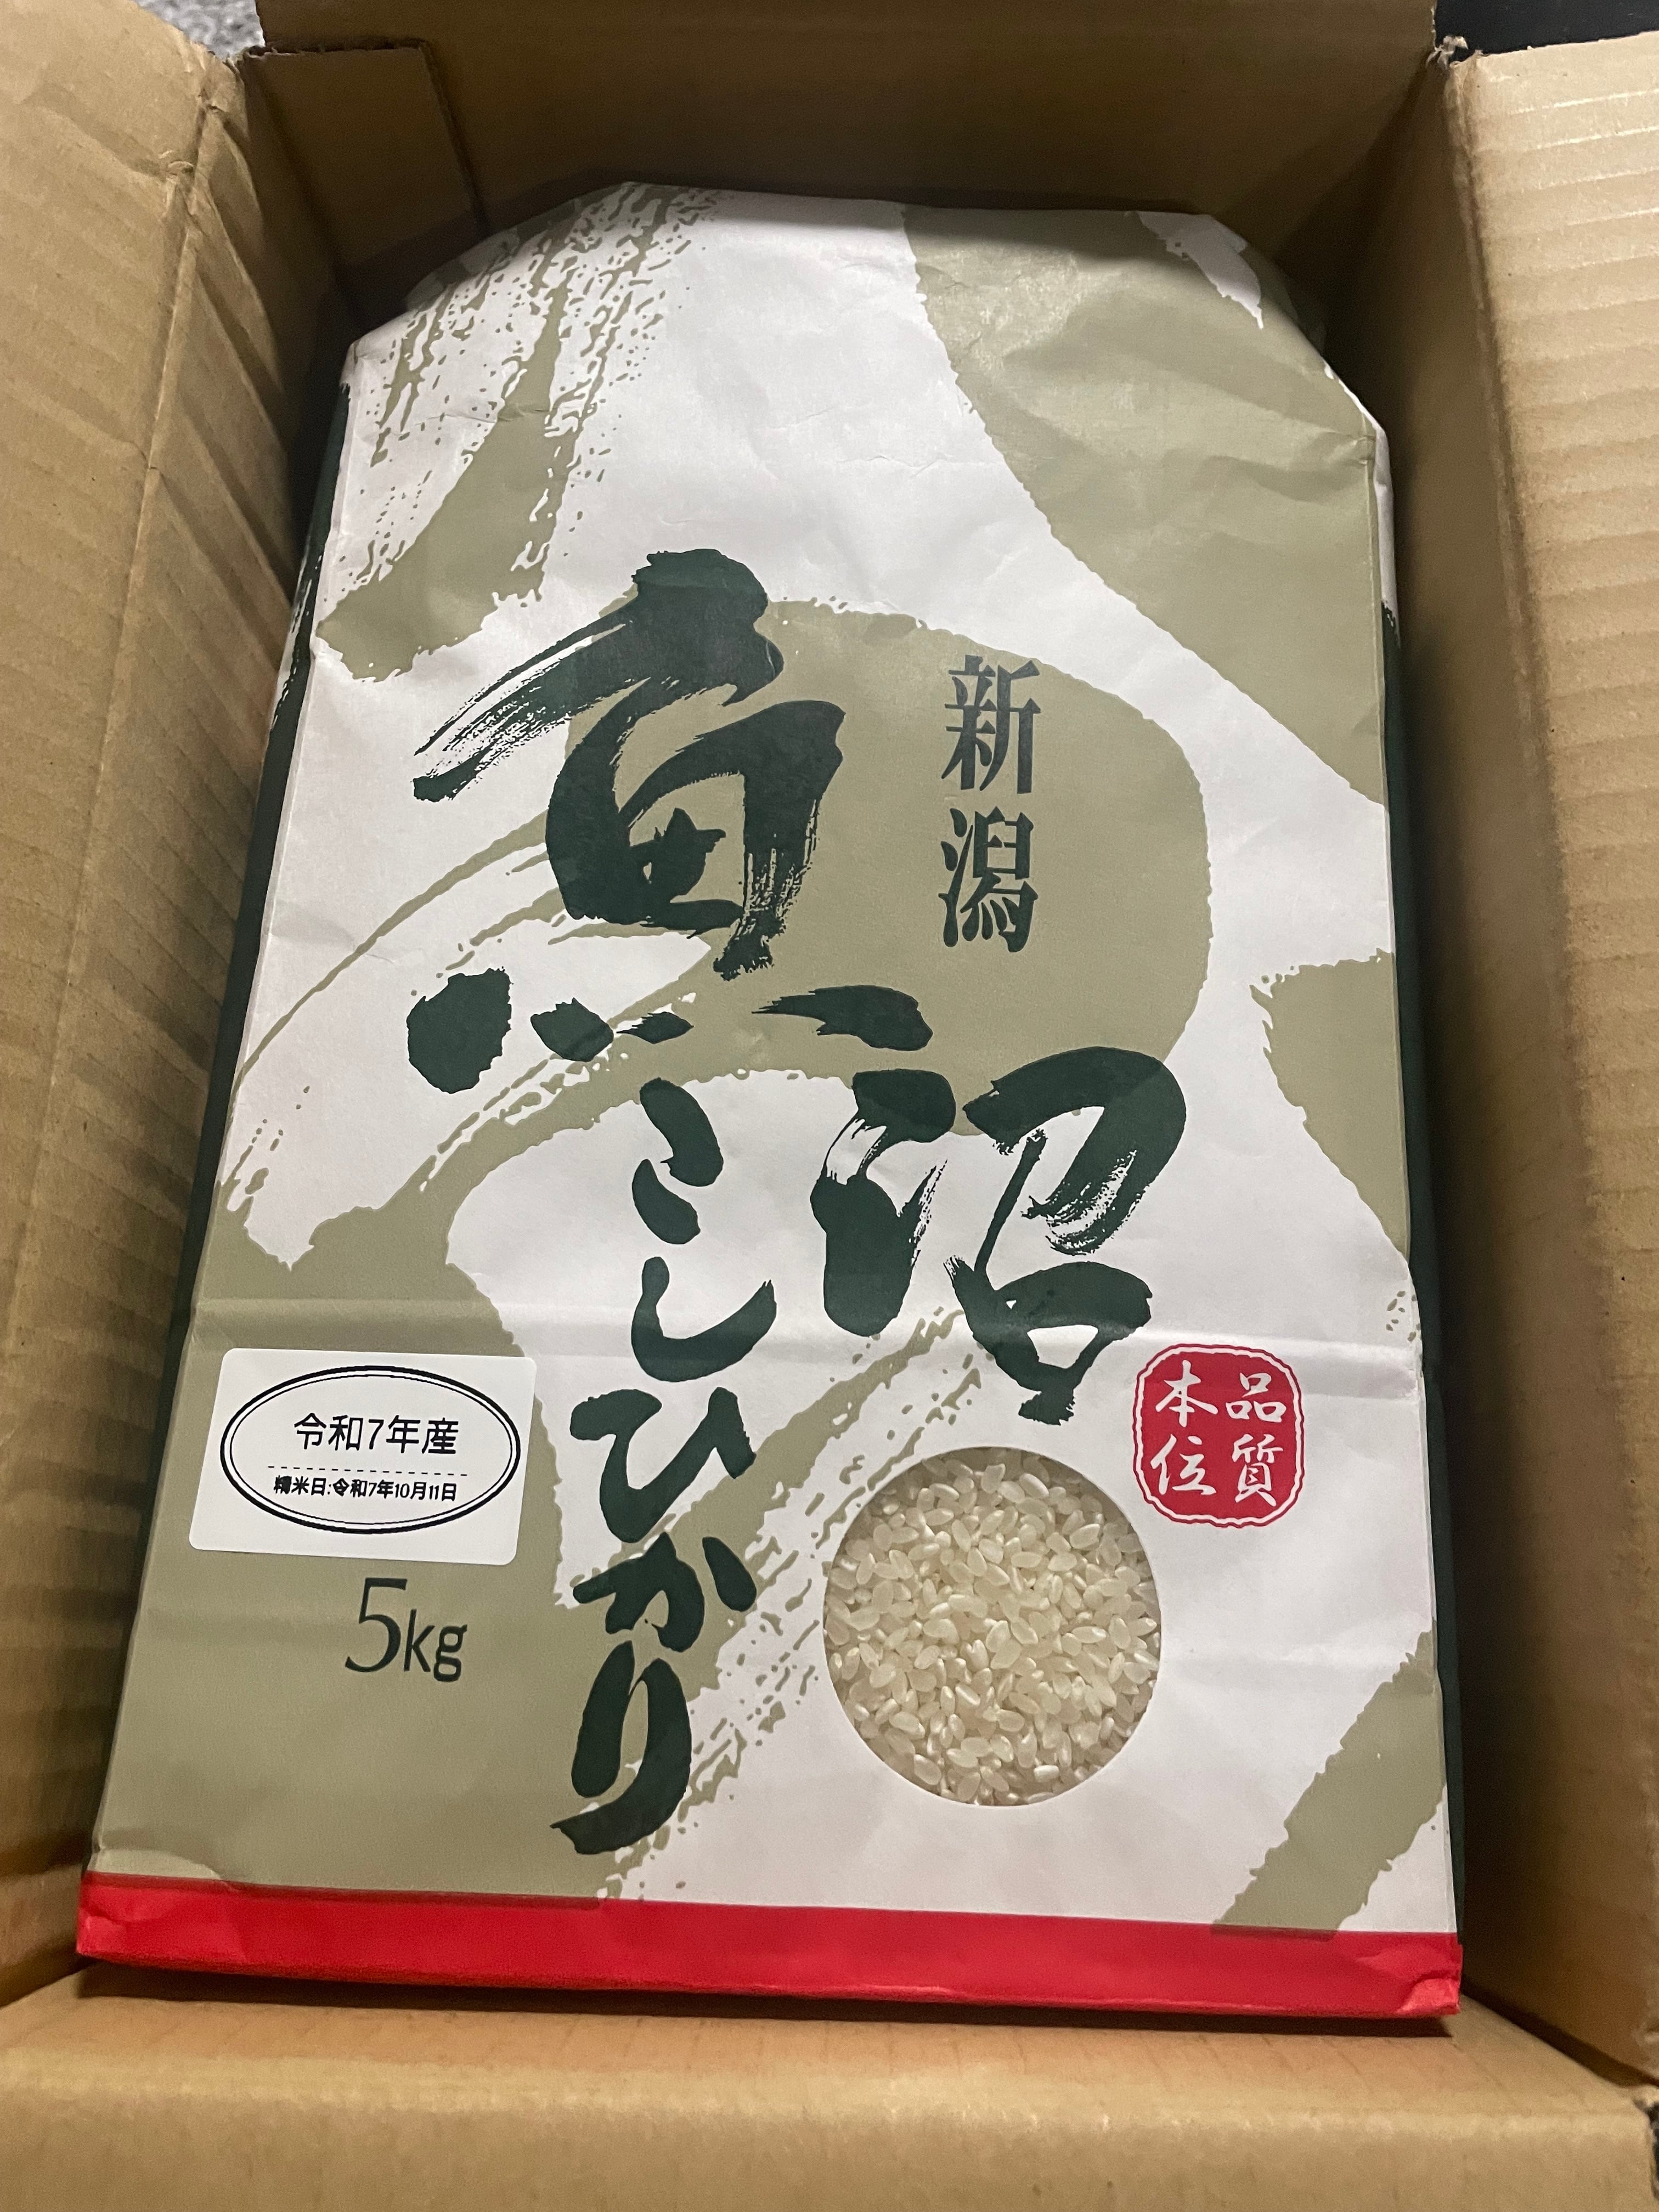 新潟
魚沼
こしひかり
品質
本位
令和7年産
精米日:令和7年10月11日
5kg